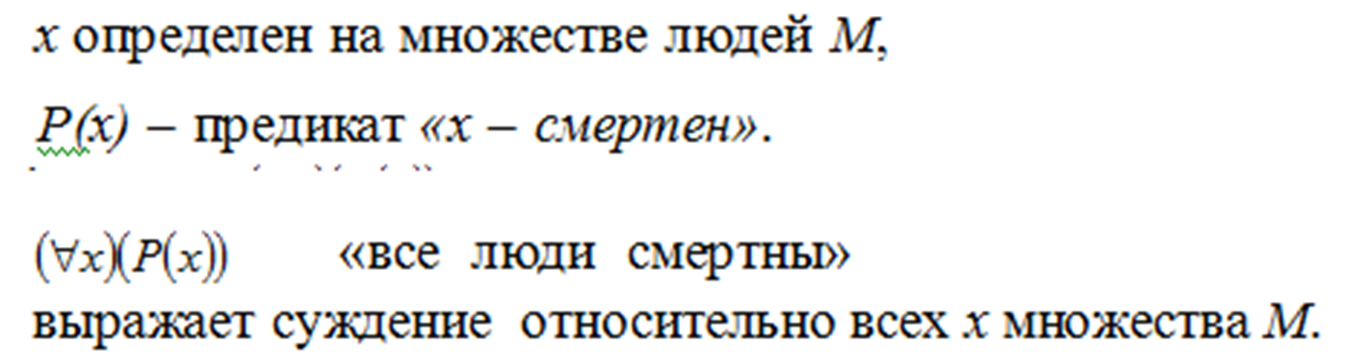 x определен на множестве людей M,
P(x) – предикат «x – смертен».
(∀x)(P(x)) «все люди смертны»
выражает суждение относительно всех x множества M.